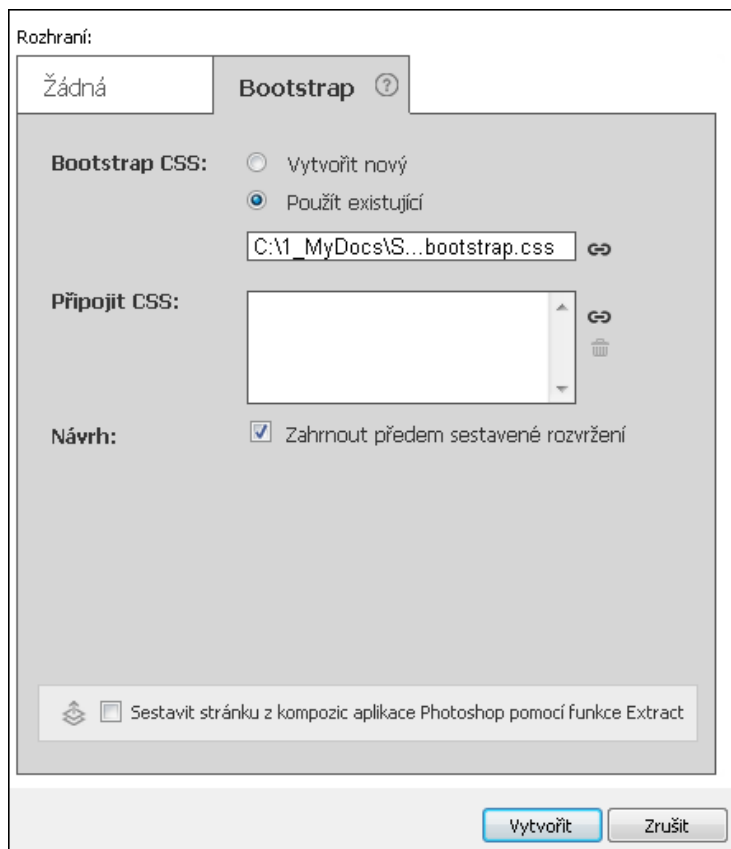 Rozhraní:
Žádná
Bootstrap ?
Bootstrap CSS:
Vytvořit nový
Použít existující
C:\1_MyDocs\S...bootstrap.css
Připojit CSS:
Návrh:
Zahrnout předem sestavené rozvržení
Sestavit stránku z kompozic aplikace Photoshop pomocí funkce Extract
Vytvořit
Zrušit